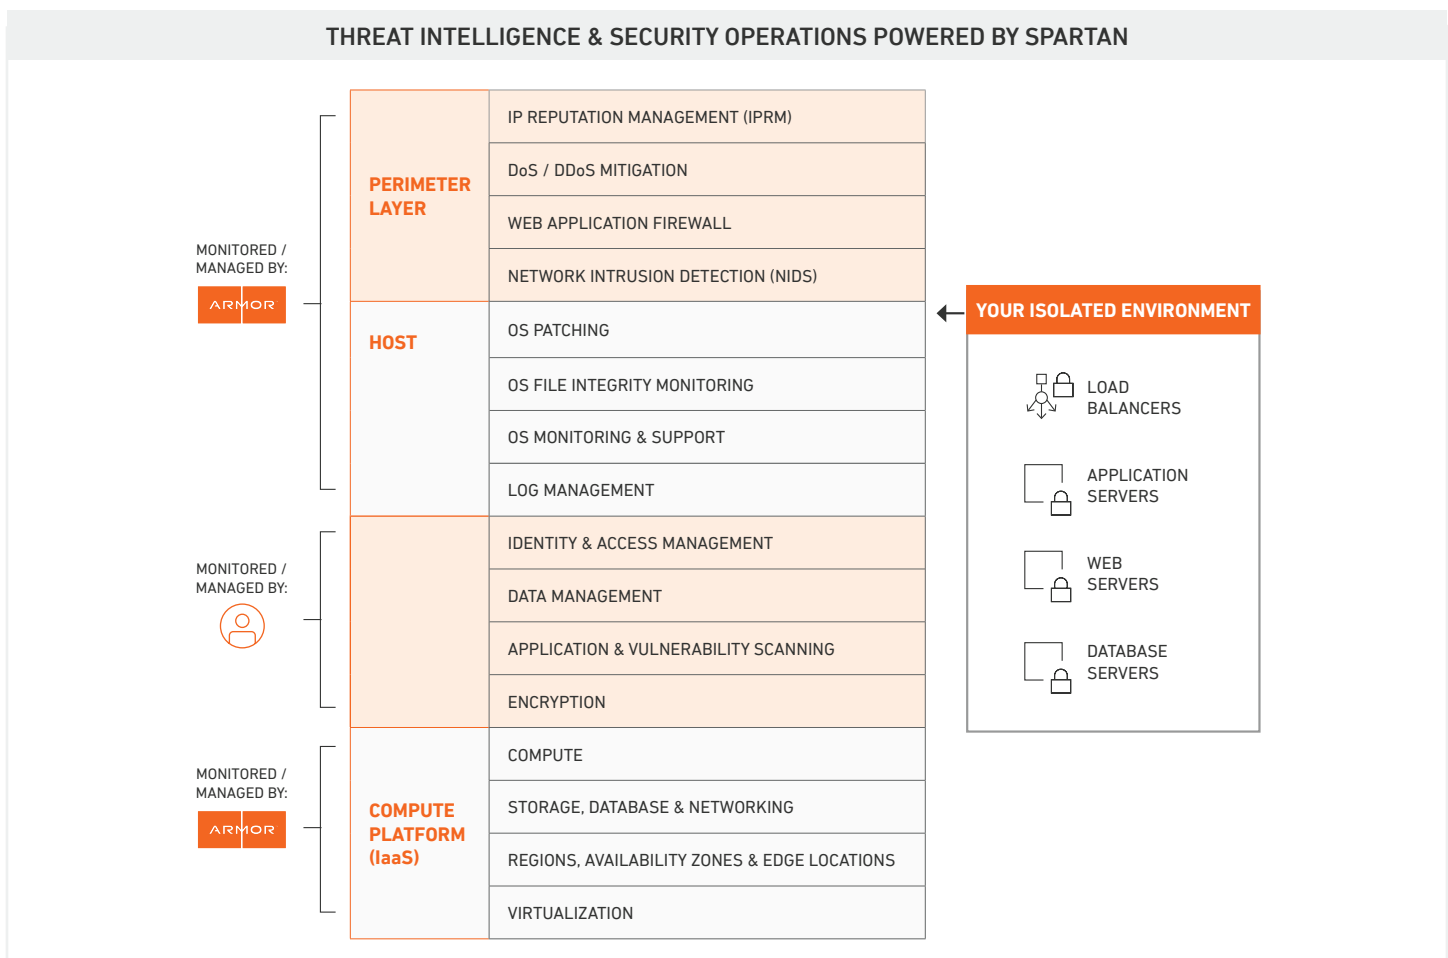 THREAT INTELLIGENCE & SECURITY OPERATIONS POWERED BY SPARTAN
MONITORED /
MANAGED BY:
ARMOR
PERIMETER
LAYER
IP REPUTATION MANAGEMENT (IPRM)
DoS / DDoS MITIGATION
WEB APPLICATION FIREWALL
NETWORK INTRUSION DETECTION (NIDS)
HOST
OS PATCHING
OS FILE INTEGRITY MONITORING
OS MONITORING & SUPPORT
LOG MANAGEMENT
MONITORED /
MANAGED BY:
IDENTITY & ACCESS MANAGEMENT
DATA MANAGEMENT
APPLICATION & VULNERABILITY SCANNING
ENCRYPTION
MONITORED /
MANAGED BY:
ARMOR
COMPUTE
PLATFORM
(IaaS)
COMPUTE
STORAGE, DATABASE & NETWORKING
REGIONS, AVAILABILITY ZONES & EDGE LOCATIONS
VIRTUALIZATION
YOUR ISOLATED ENVIRONMENT
LOAD
BALANCERS
APPLICATION
SERVERS
WEB
SERVERS
DATABASE
SERVERS